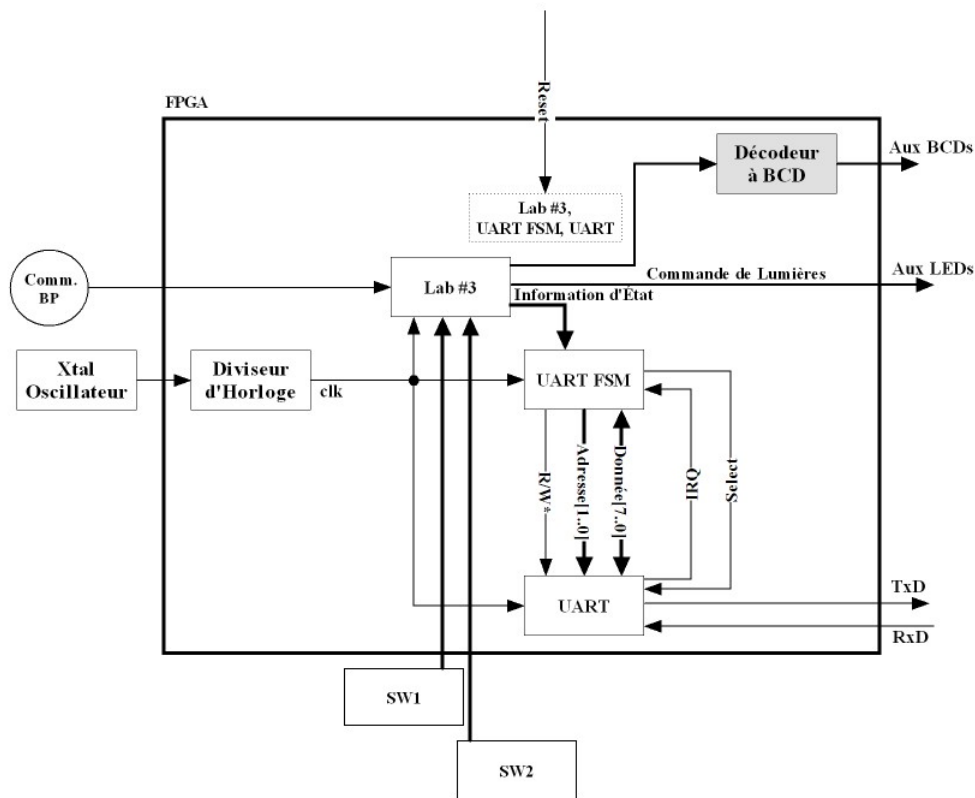 Reset
FPGA
Décodeur
à BCD
Aux BCDs
Lab #3,
UART FSM, UART
Comm.
BP
Lab #3
Commande de Lumières
Aux LEDs
Information d'État
Xtal
Oscillateur
Diviseur
d'Horloge
clk
UART FSM
R/W*
Adresse[1..0]
Donnée[7..0]
IRQ
Select
UART
TxD
RxD
SW1
SW2